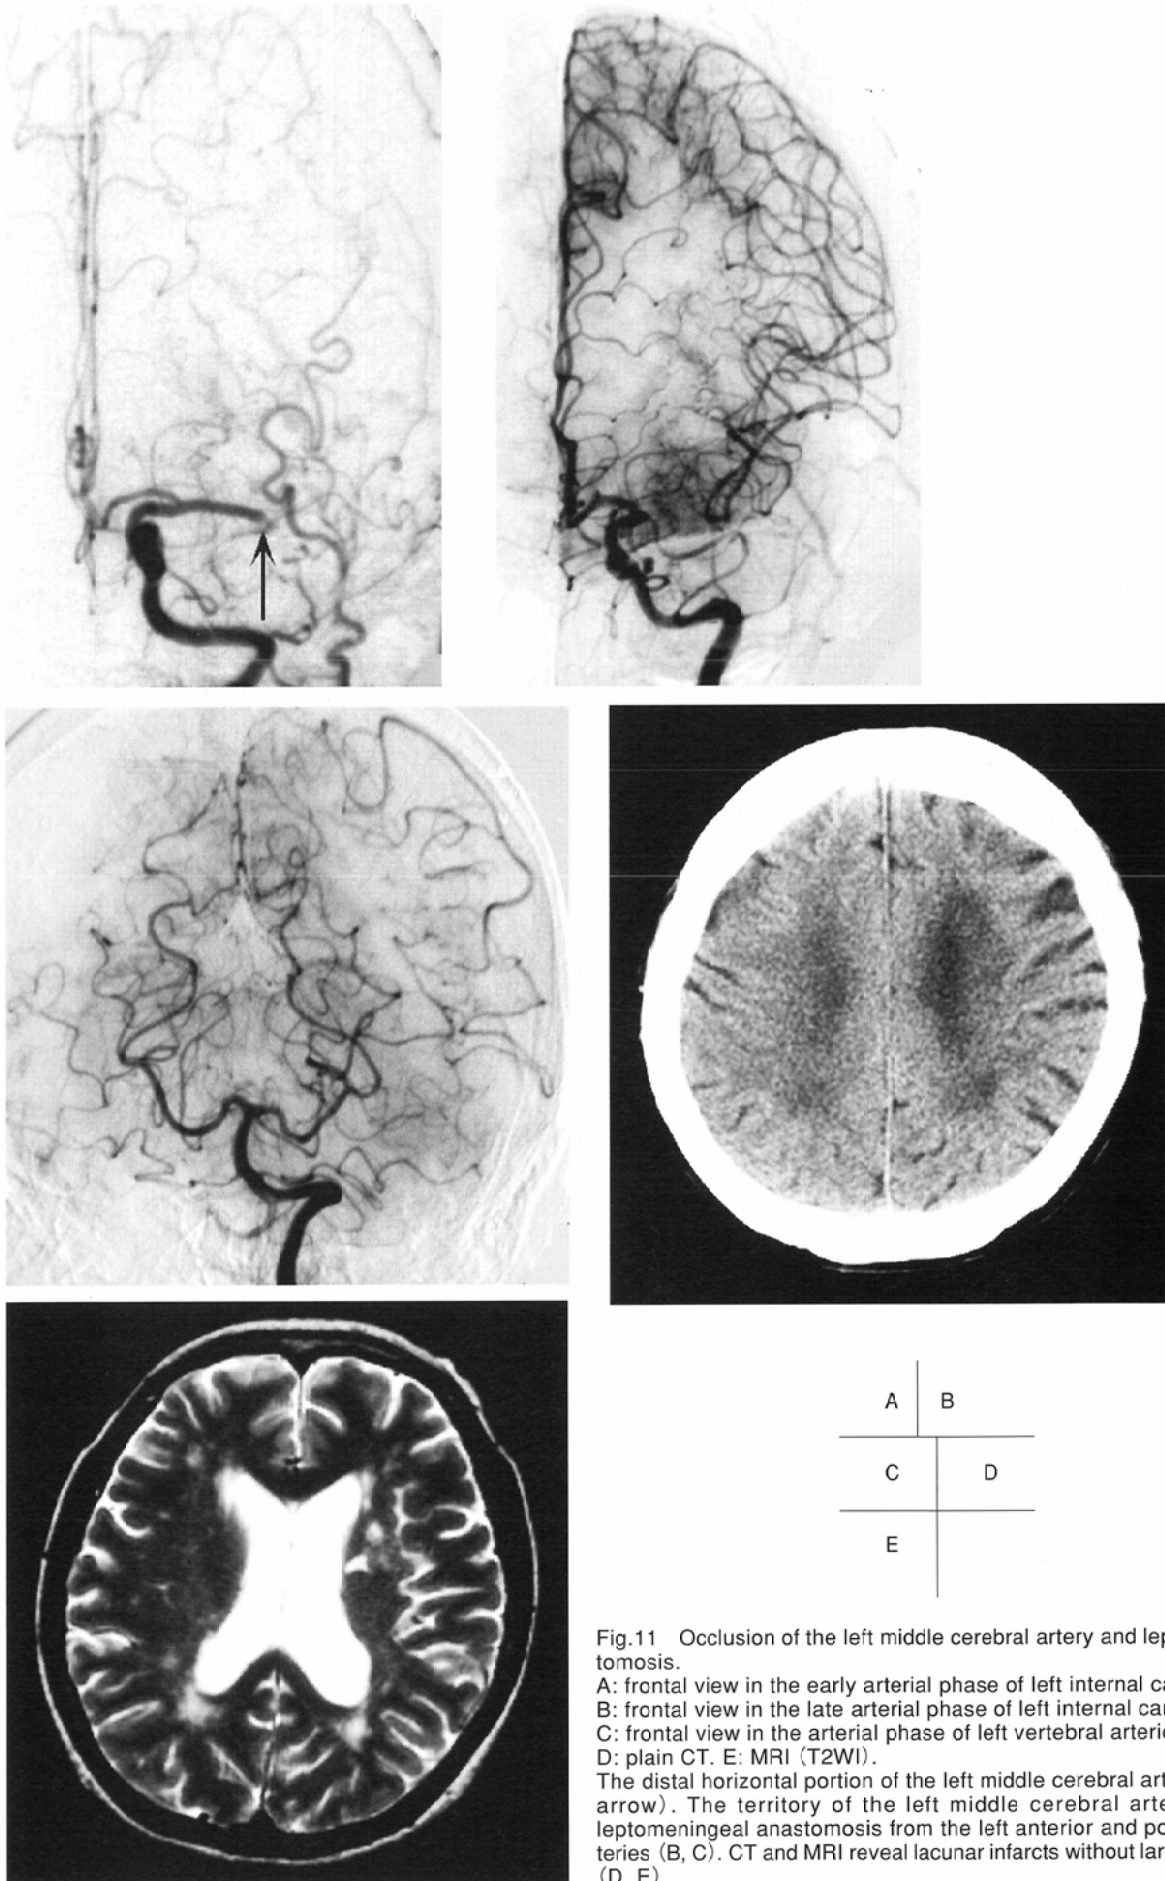 A B
C D
E
Fig.11 Occlusion of the left middle cerebral artery and lep
tomosis.
A: frontal view in the early arterial phase of left internal ca
B: frontal view in the late arterial phase of left internal car
C: frontal view in the arterial phase of left vertebral arterio
D: plain CT. E: MRI (T2WI).
The distal horizontal portion of the left middle cerebral art
arrow). The territory of the left middle cerebral arte
leptomeningeal anastomosis from the left anterior and po
teries (B, C). CT and MRI reveal lacunar infarcts without lar
(D, E)